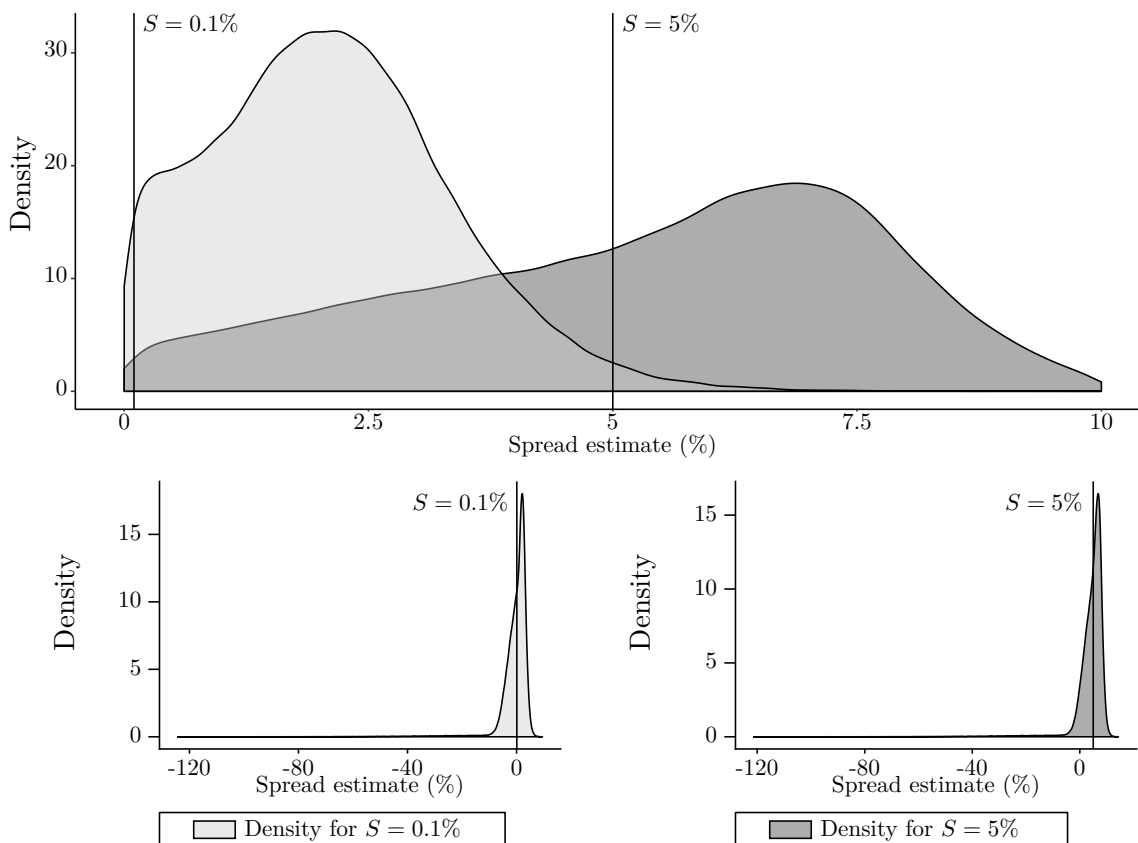 S = 0.1%
S = 5%
30
20
10
0
Density
0
2.5
5
7.5
10
Spread estimate (%)
S = 0.1%
15
10
5
0
Density
-120
-80
-40
0
Spread estimate (%)
Density for S = 0.1%
S = 5%
15
10
5
0
Density
-120
-80
-40
0
Spread estimate (%)
Density for S = 5%